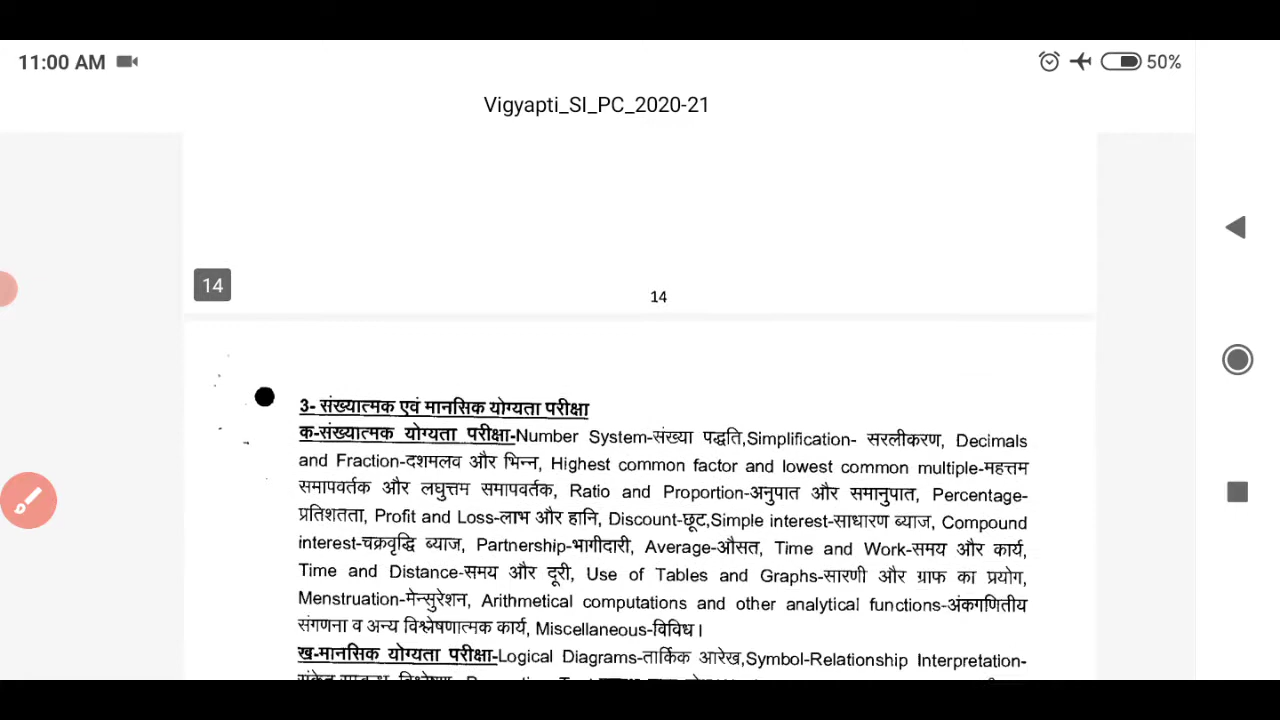 11:00 AM
50%
Vigyapti_SI_PC_2020-21
14
14
3- संख्यात्मक एवं मानसिक योग्यता परीक्षा
क-संख्यात्मक योग्यता परीक्षा-Number System-संख्या पद्धति,Simplification- सरलीकरण, Decimals
and Fraction-दशमलव और भिन्न, Highest common factor and lowest common multiple-महत्तम
समापवर्तक और लघुत्तम समापवर्तक, Ratio and Proportion-अनुपात और समानुपात, Percentage-
प्रतिशतता, Profit and Loss-लाभ और हानि, Discount-छूट,Simple interest-साधारण ब्याज, Compound
interest-चक्रवृद्धि ब्याज, Partnership-भागीदारी, Average-औसत, Time and Work-समय और कार्य,
Time and Distance-समय और दूरी, Use of Tables and Graphs-सारणी और ग्राफ का प्रयोग,
Menstruation-मेन्सुरेशन, Arithmetical computations and other analytical functions-अंकगणितीय
संगणना व अन्य विश्लेषणात्मक कार्य, Miscellaneous-विविध।
ख-मानसिक योग्यता परीक्षा-Logical Diagrams-तार्किक आरेख,Symbol-Relationship Interpretation-